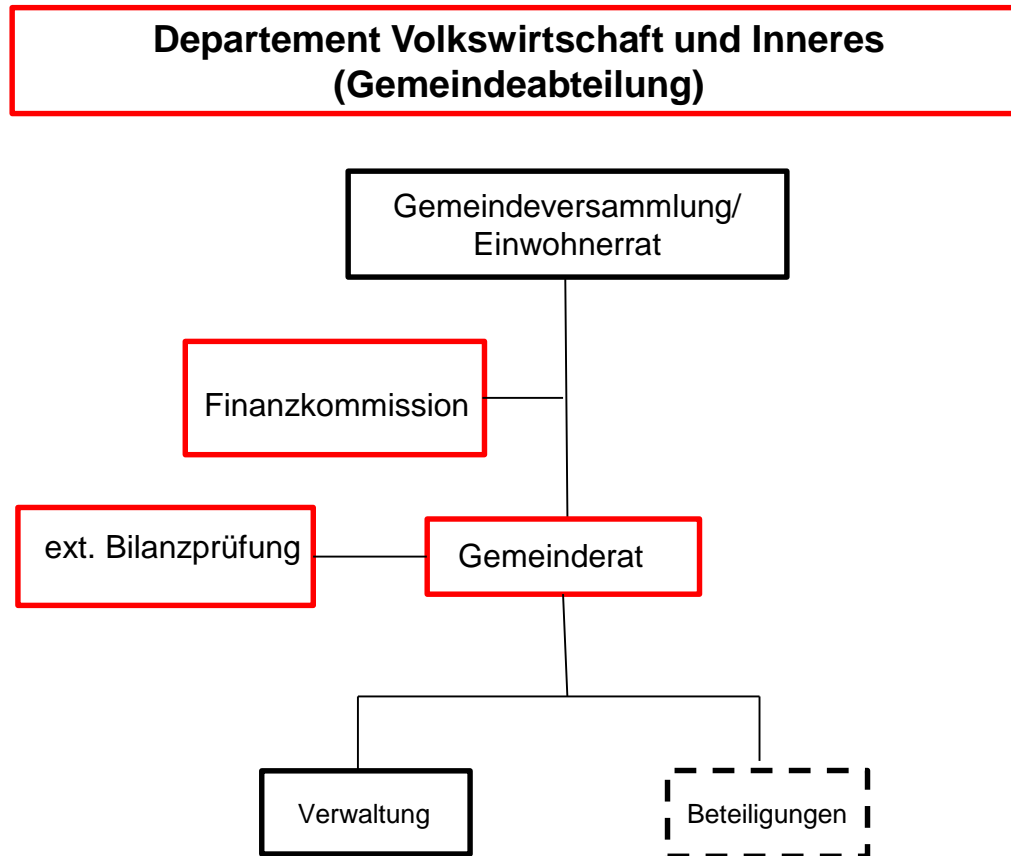 Departement Volkswirtschaft und Inneres
(Gemeindeabteilung)
Gemeindeversammlung/
Einwohnerrat
Finanzkommission
ext. Bilanzprüfung
Gemeinderat
Verwaltung
Beteiligungen